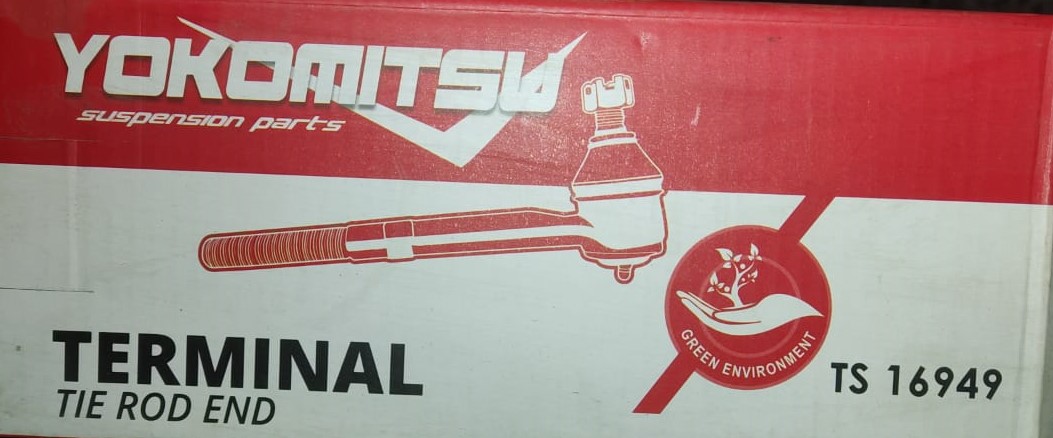 YOKOMITSU
suspension parts
TERMINAL
TIE ROD END
GREEN ENVIRONMENT
TS 16949